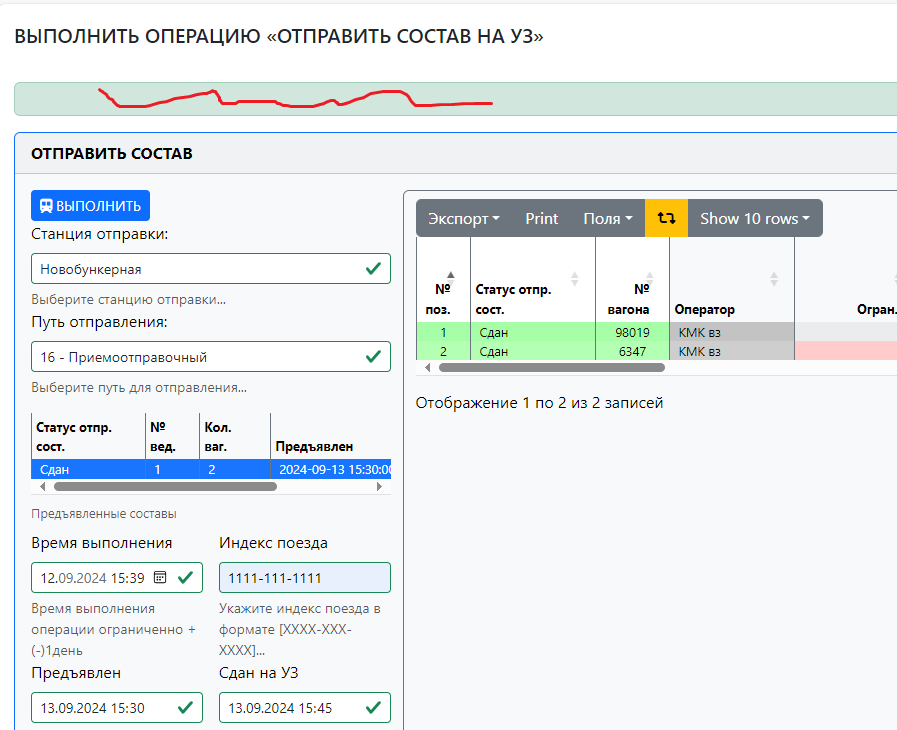 ВЫПОЛНИТЬ ОПЕРАЦИЮ «ОТПРАВИТЬ СОСТАВ НА УЗ»
ОТПРАВИТЬ СОСТАВ
ВЫПОЛНИТЬ
Станция отправки:
Новобункерная
Выберите станцию отправки...
Путь отправления:
16 - Приемоотправочный
Выберите путь для отправления...
Статус отпр. сост. № вед. Кол. ваг. Предъявлен
Сдан 1 2 2024-09-13 15:30:00
Предъявленные составы
Время выполнения Индекс поезда
12.09.2024 15:39 1111-111-1111
Время выполнения Укажите индекс поезда в
операции ограниченно + формате [XXXX-XXX-
(-)1день XXXX]...
Предъявлен Сдан на УЗ
13.09.2024 15:30 13.09.2024 15:45
Экспорт Print Поля Show 10 rows
№ поз. Статус отпр. сост. № вагона Оператор Огран.
1 Сдан 98019 КМК вз
2 Сдан 6347 КМК вз
Отображение 1 по 2 из 2 записей